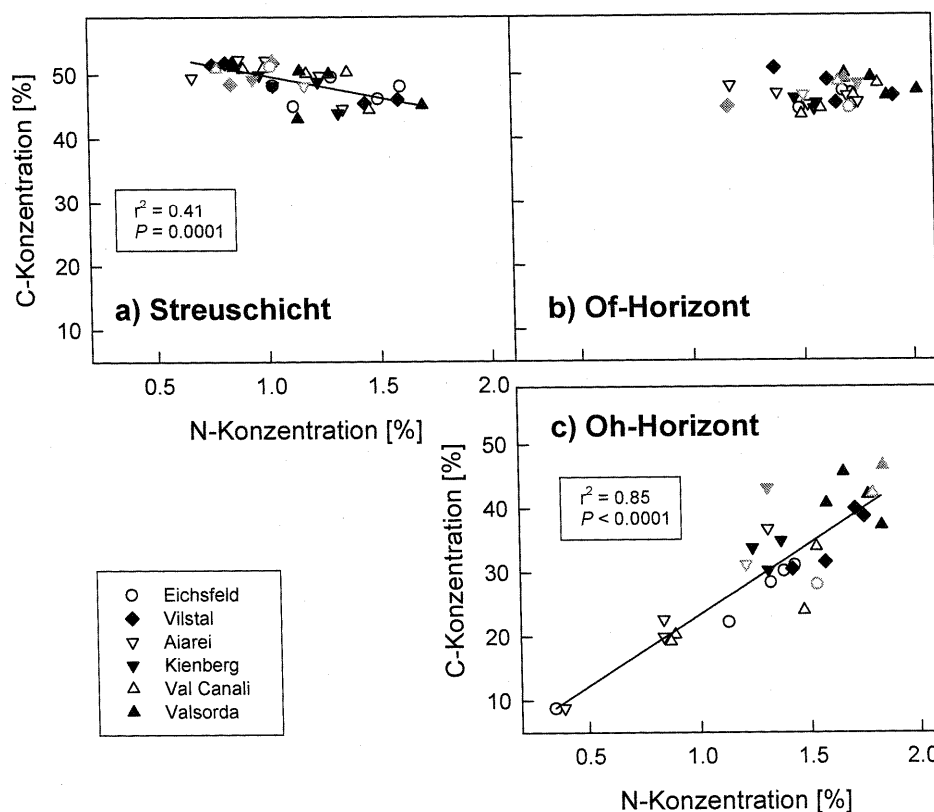 C-Konzentration [%]
50
40
30
20
10
r² = 0.41
P = 0.0001
a) Streuschicht
b) Of-Horizont
0.5 1.0 1.5 2.0
N-Konzentration [%]
c) Oh-Horizont
C-Konzentration [%]
50
40
30
20
10
r² = 0.85
P < 0.0001
Eichsfeld
Vilstal
Aiarei
Kienberg
Val Canali
Valsorda
0.5 1.0 1.5 2.0
N-Konzentration [%]